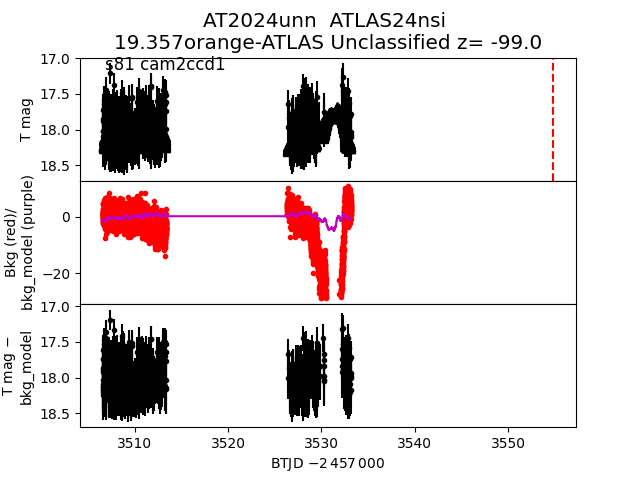 AT2024unn  ATLAS24nsi
19.357orange-ATLAS Unclassified z= -99.0
s81 cam2ccd1
17.0
17.5
18.0
18.5
T mag
0
−20
Bkg (red)/
bkg_model (purple)
17.0
17.5
18.0
18.5
T mag −
bkg_model
3510 3520 3530 3540 3550
BTJD −2 457 000